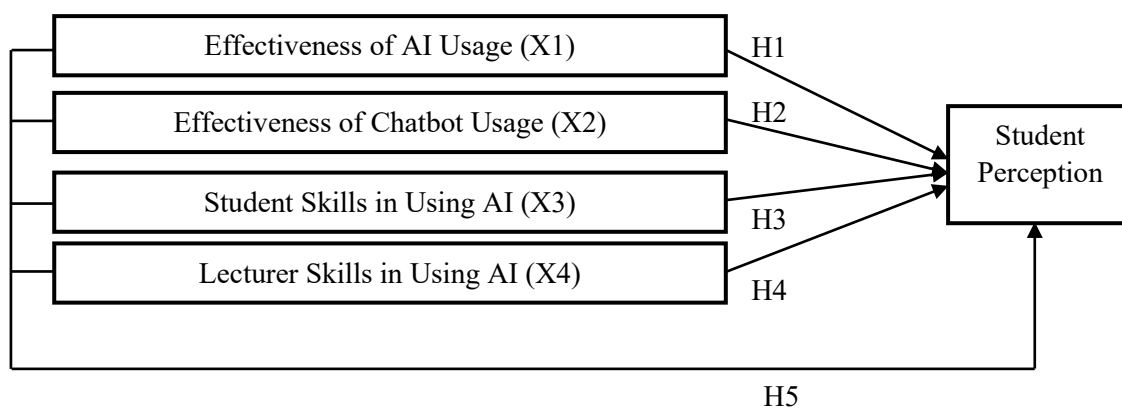 Effectiveness of AI Usage (X1)
H1
Effectiveness of Chatbot Usage (X2)
H2
Student
Perception
Student Skills in Using AI (X3)
H3
Lecturer Skills in Using AI (X4)
H4
H5